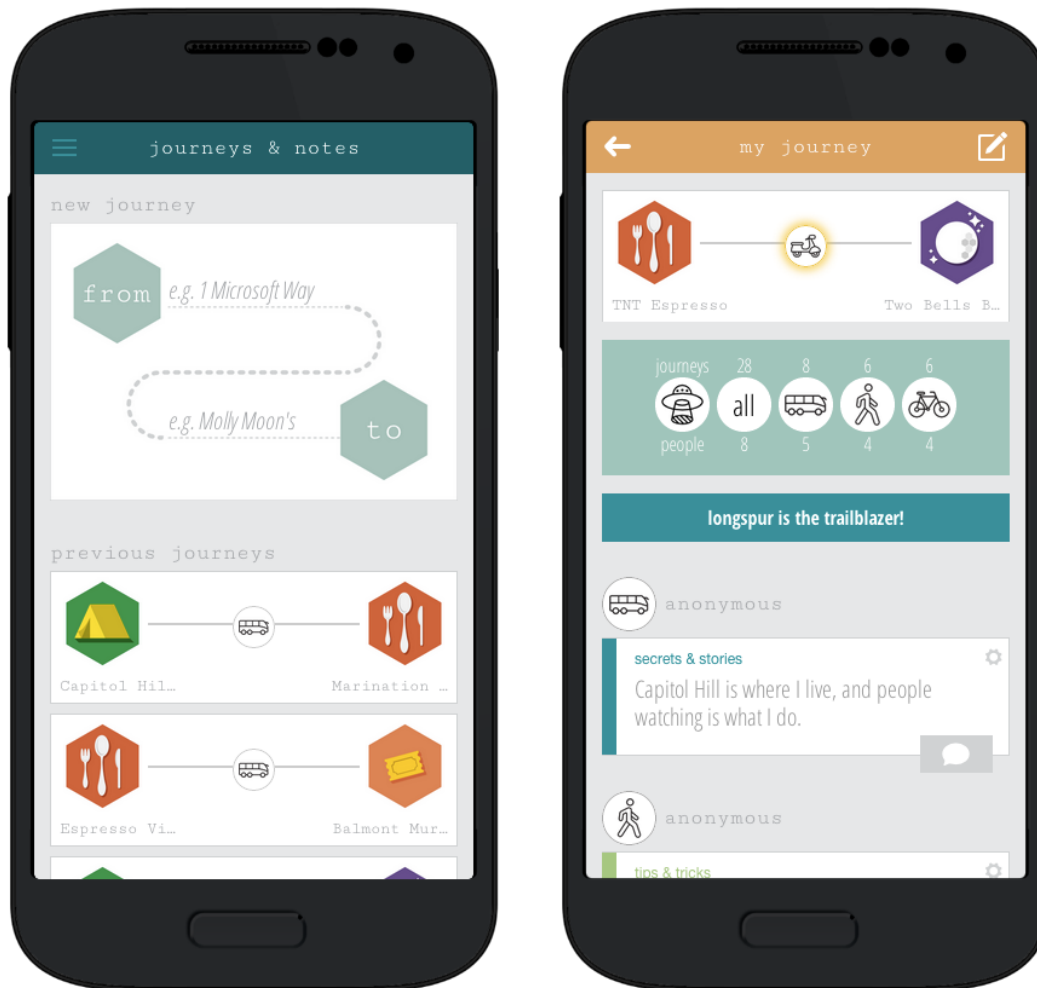 journeys & notes
new journey
from
e.g. 1 Microsoft Way
e.g. Molly Moon's
to
previous journeys
Capitol Hil…
Marination …
Espresso Vi…
Balmont Mur…
my journey
TNT Espresso
Two Bells B…
journeys 28 8 6 6
all
people 8 5 4 4
longspur is the trailblazer!
anonymous
secrets & stories
Capitol Hill is where I live, and people
watching is what I do.
anonymous
tips & tricks